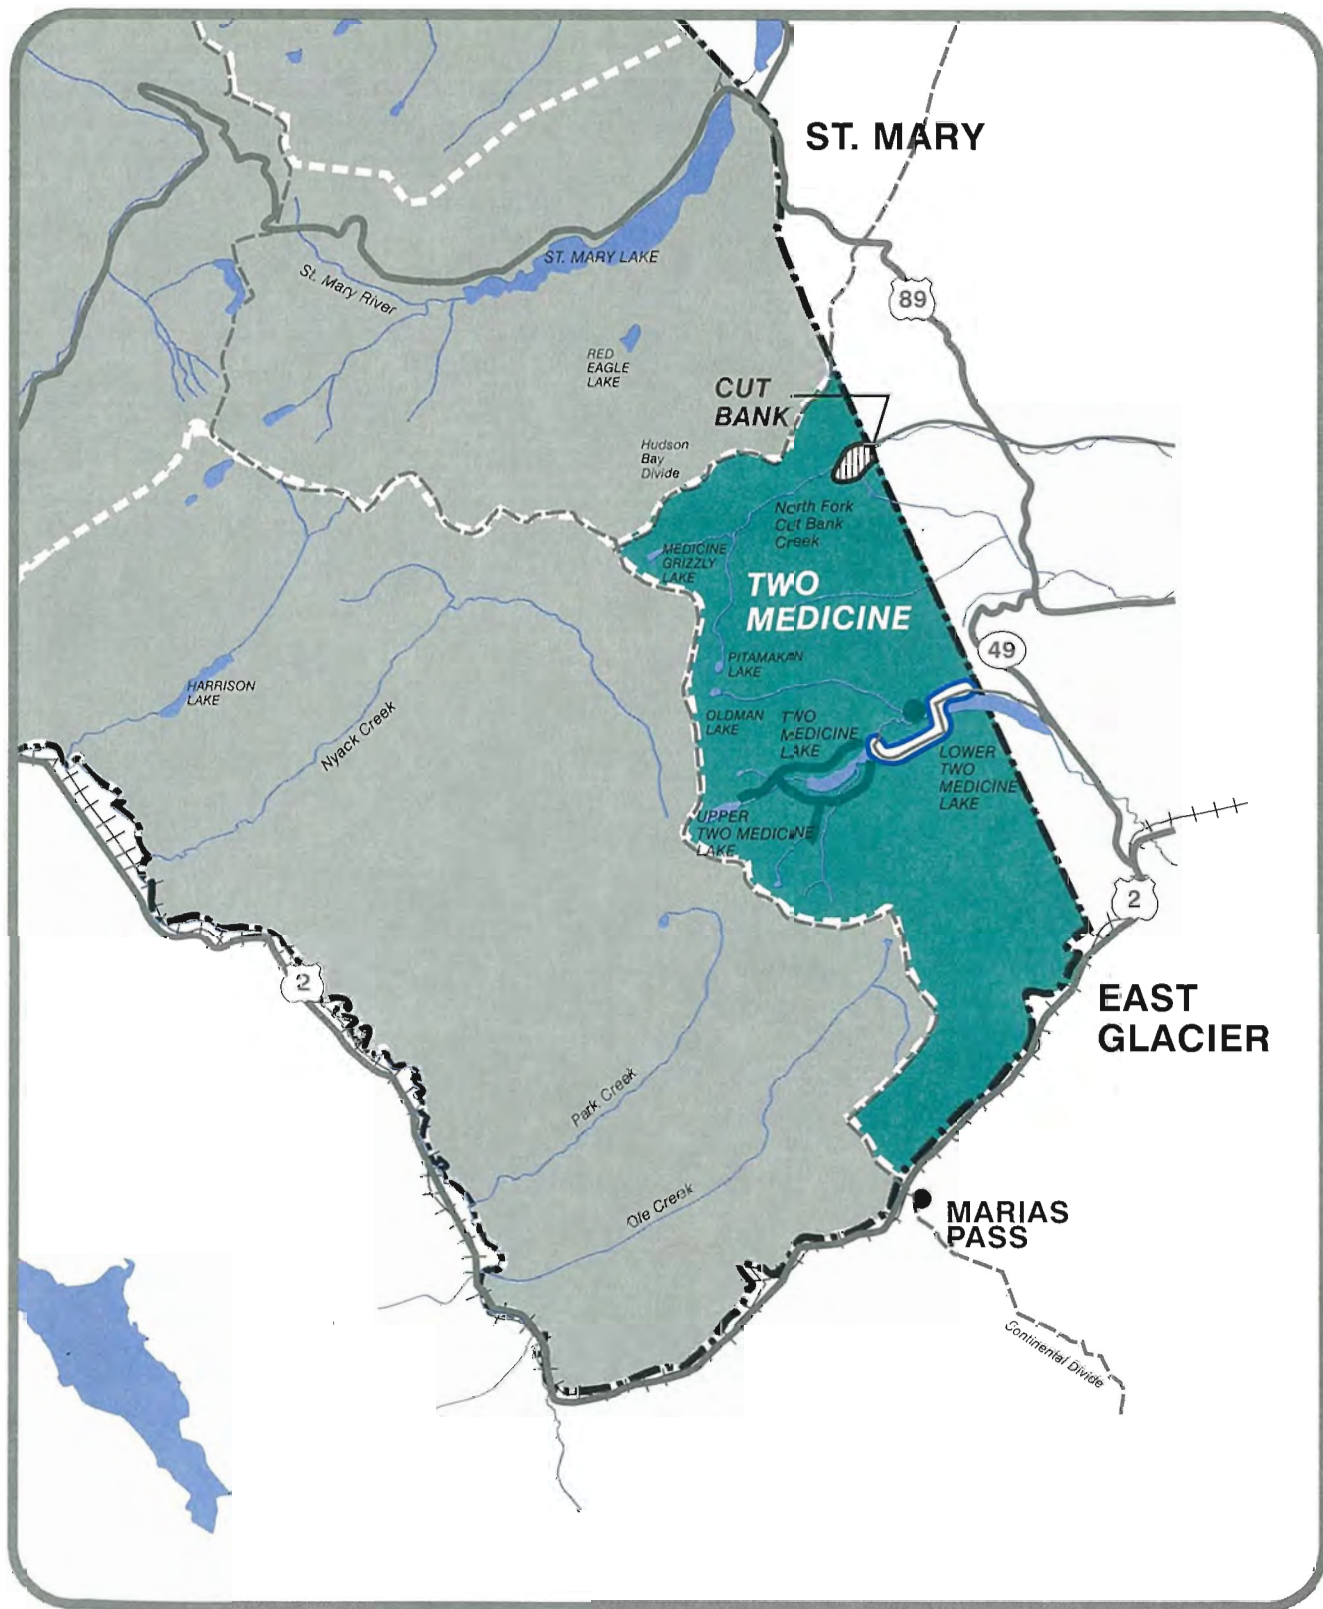 ST. MARY
ST. MARY LAKE
St. Mary River
89
RED
EAGLE
LAKE
CUT
BANK
Hudson
Bay
Divide
North Fork
Cut Bank
Creek
MEDICINE
GRIZZLY
LAKE
TWO
MEDICINE
49
PITAMAKAN
LAKE
HARRISON
LAKE
Nyack Creek
OLDMAN
LAKE
TWO
MEDICINE
LAKE
LOWER
TWO
MEDICINE
LAKE
UPPER
TWO MEDICINE
LAKE
2
2
EAST
GLACIER
Park Creek
Ole Creek
MARIAS
PASS
Continental Divide